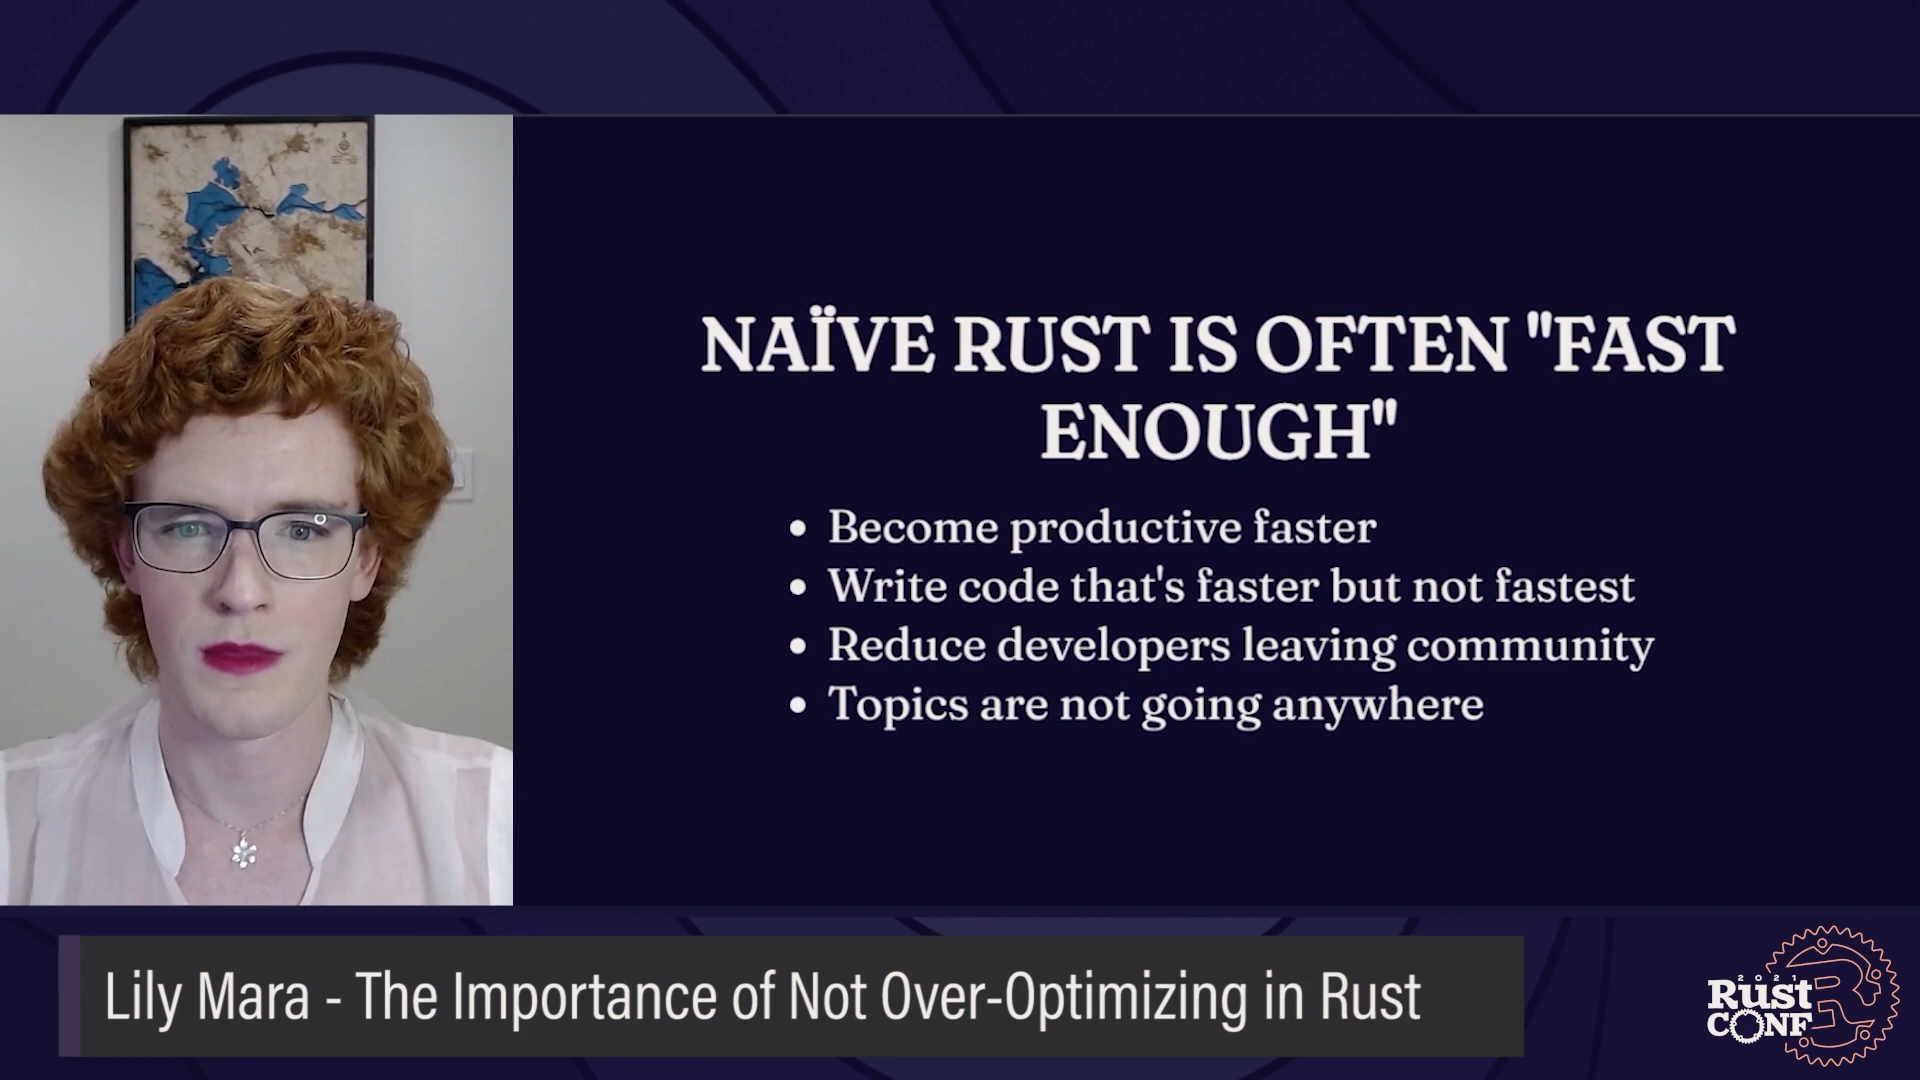 NAÏVE RUST IS OFTEN "FAST
ENOUGH"
• Become productive faster
• Write code that's faster but not fastest
• Reduce developers leaving community
• Topics are not going anywhere
Lily Mara - The Importance of Not Over-Optimizing in Rust
2021
Rust
CONF
R